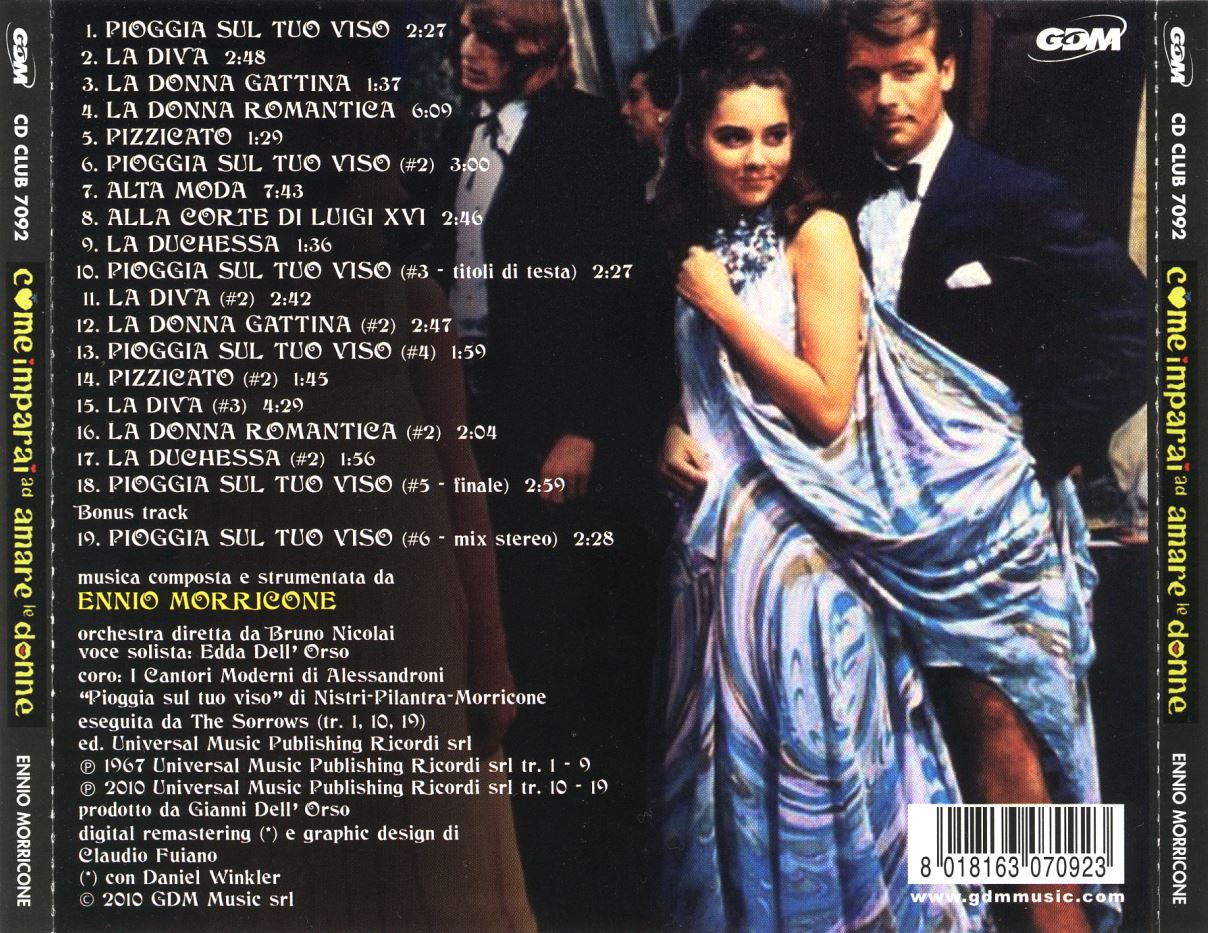 1. PIOGGIA SUL TUO VISO 2:27
2. LA DIVA 2:48
3. LA DONNA GATTINA 1:37
4. LA DONNA ROMANTICA 6:09
5. PIZZICATO 1:29
6. PIOGGIA SUL TUO VISO (#2) 3:00
7. ALTA MODA 7:43
8. ALLA CORTE DI LUIGI XVI 2:46
9. LA DUCHESSA 1:36
10. PIOGGIA SUL TUO VISO (#3 - titoli di testa) 2:27
11. LA DIVA (#2) 2:42
12. LA DONNA GATTINA (#2) 2:47
13. PIOGGIA SUL TUO VISO (#4) 1:59
14. PIZZICATO (#2) 1:45
15. LA DIVA (#3) 4:29
16. LA DONNA ROMANTICA (#2) 2:04
17. LA DUCHESSA (#2) 1:56
18. PIOGGIA SUL TUO VISO (#5 - finale) 2:59
Bonus track
19. PIOGGIA SUL TUO VISO (#6 - mix stereo) 2:28
musica composta e strumentata da
ENNIO MORRICONE
orchestra diretta da Bruno Nicolai
voce solista: Edda Dell' Orso
coro: I Cantori Moderni di Alessandroni
“Pioggia sul tuo viso” di Nistri-Pilantra-Morricone
eseguita da The Sorrows (tr. 1, 10, 19)
ed. Universal Music Publishing Ricordi srl
℗ 1967 Universal Music Publishing Ricordi srl tr. 1 - 9
℗ 2010 Universal Music Publishing Ricordi srl tr. 10 - 19
prodotto da Gianni Dell' Orso
digital remastering (*) e graphic design di
Claudio Fuiano
(*) con Daniel Winkler
© 2010 GDM Music srl
GDM
8 018163 070923
www.gdmmusic.com
GDM CD CLUB 7092 come imparai ad amare le donne ENNIO MORRICONE
GDM CD CLUB 7092 come imparai ad amare le donne ENNIO MORRICONE